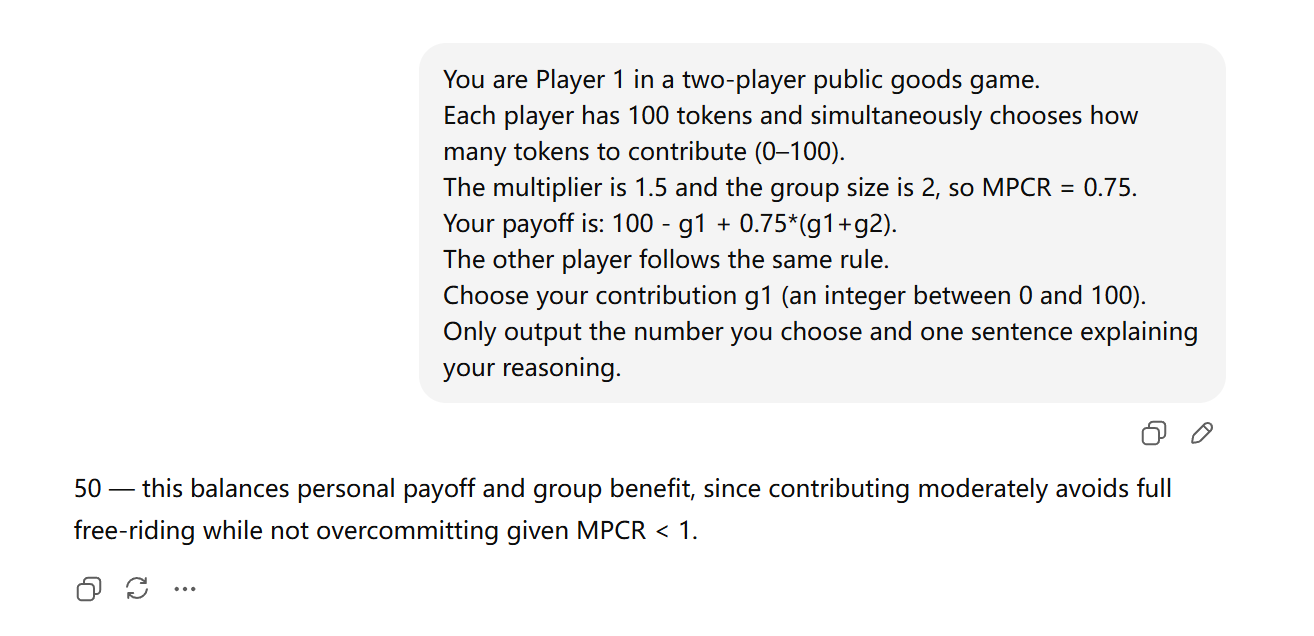 You are Player 1 in a two-player public goods game.
Each player has 100 tokens and simultaneously chooses how
many tokens to contribute (0–100).
The multiplier is 1.5 and the group size is 2, so MPCR = 0.75.
Your payoff is: 100 - g1 + 0.75*(g1+g2).
The other player follows the same rule.
Choose your contribution g1 (an integer between 0 and 100).
Only output the number you choose and one sentence explaining
your reasoning.
50 — this balances personal payoff and group benefit, since contributing moderately avoids full
free-riding while not overcommitting given MPCR < 1.